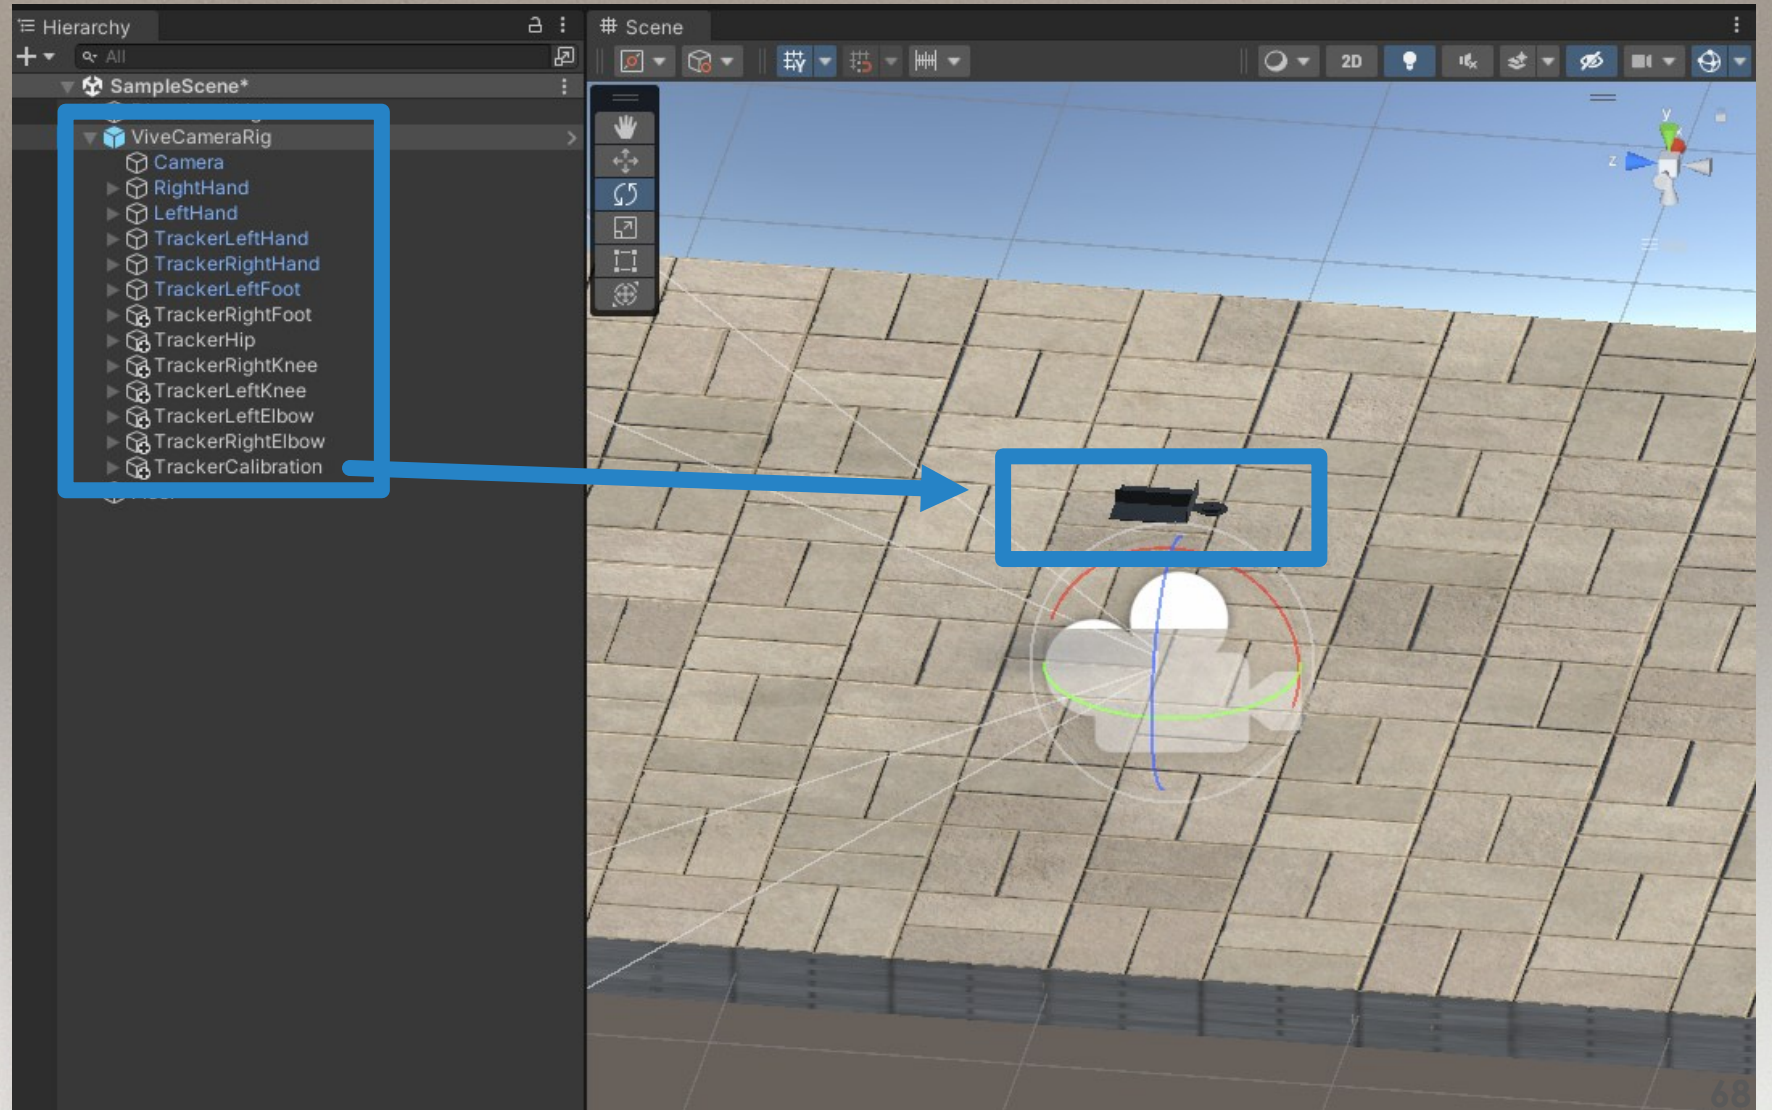 Hierarchy
All
SampleScene*
ViveCameraRig
Camera
RightHand
LeftHand
TrackerLeftHand
TrackerRightHand
TrackerLeftFoot
TrackerRightFoot
TrackerHip
TrackerRightKnee
TrackerLeftKnee
TrackerLeftElbow
TrackerRightElbow
TrackerCalibration
Scene
2D
y
x
z
68